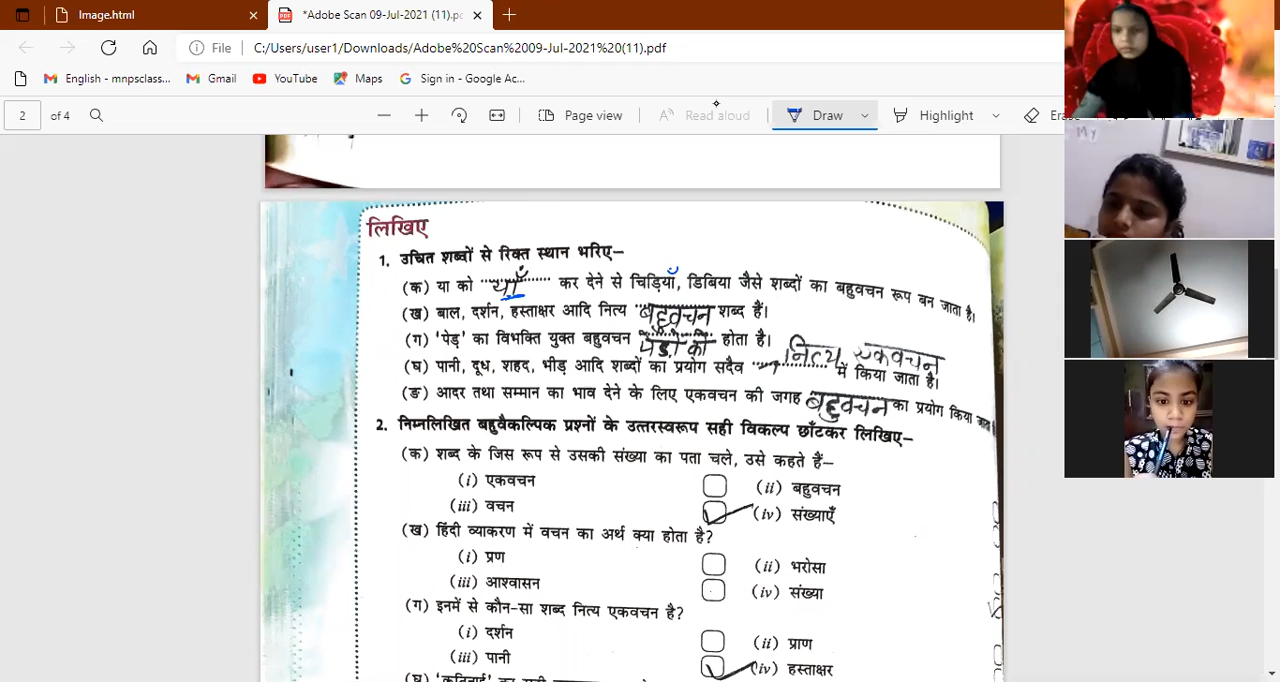 Image.html
*Adobe Scan 09-Jul-2021 (11).pc
File C:/Users/user1/Downloads/Adobe%20Scan%2009-Jul-2021%20(11).pdf
English - mnpsclass... Gmail YouTube Maps Sign in - Google Ac...
2 of 4 Page view Read aloud Draw Highlight Era
लिखिए
1. उचित शब्दों से रिक्त स्थान भरिए–
(क) या को याँ कर देने से चिड़ियाँ, डिबिया जैसे शब्दों का बहुवचन रूप बन जाता है।
(ख) बाल, दर्शन, हस्ताक्षर आदि नित्य बहुवचन शब्द हैं।
(ग) 'पेड़' का विभक्ति युक्त बहुवचन पेड़ों को होता है।
(घ) पानी, दूध, शहद, भीड़ आदि शब्दों का प्रयोग सदैव नित्य एकवचन में किया जाता है।
(ङ) आदर तथा सम्मान का भाव देने के लिए एकवचन की जगह बहुवचन का प्रयोग किया जाता
2. निम्नलिखित बहुवैकल्पिक प्रश्नों के उत्तरस्वरूप सही विकल्प छाँटकर लिखिए–
(क) शब्द के जिस रूप से उसकी संख्या का पता चले, उसे कहते हैं–
(i) एकवचन (ii) बहुवचन
(iii) वचन (iv) संख्याएँ
(ख) हिंदी व्याकरण में वचन का अर्थ क्या होता है?
(i) प्रण (ii) भरोसा
(iii) आश्वासन (iv) संख्या
(ग) इनमें से कौन-सा शब्द नित्य एकवचन है?
(i) दर्शन (ii) प्राण
(iii) पानी (iv) हस्ताक्षर
My